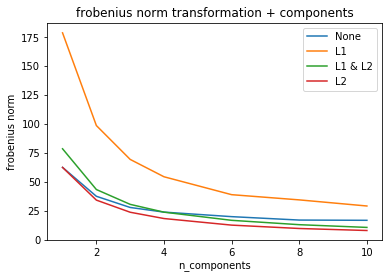 frobenius norm transformation + components
frobenius norm
175
150
125
100
75
50
25
0
None
L1
L1 & L2
L2
2
4
6
8
10
n_components